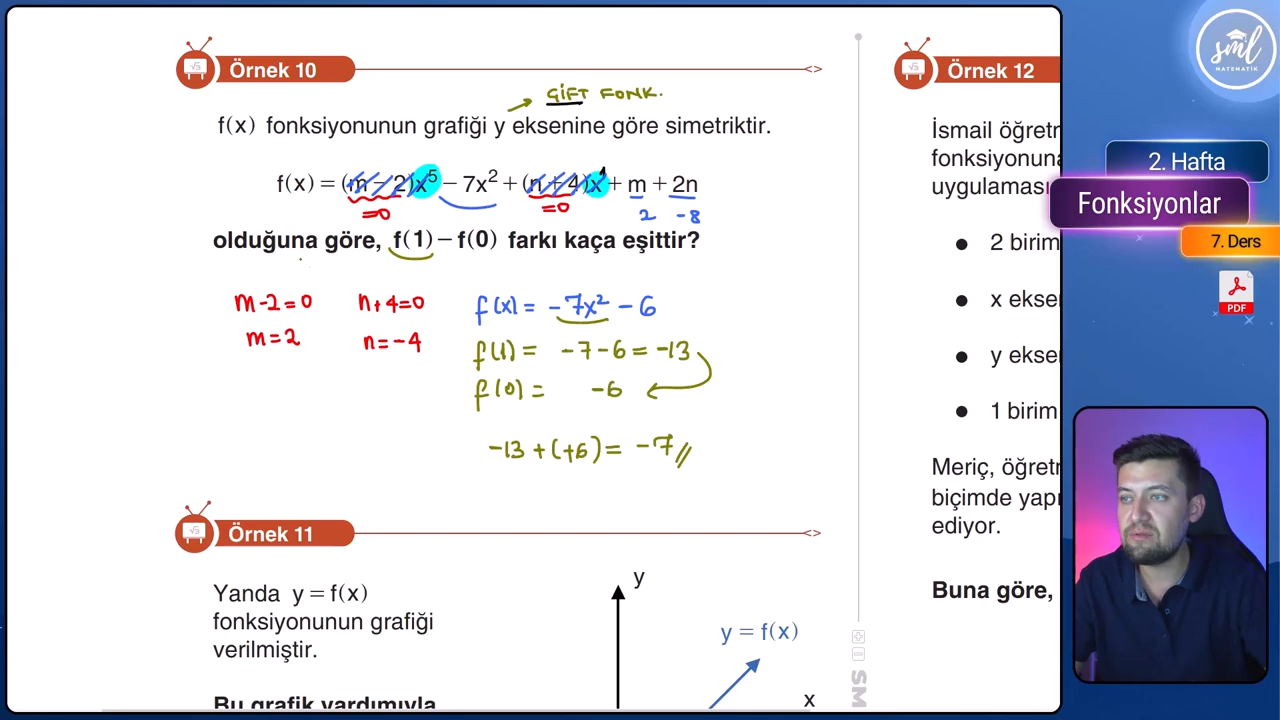 Örnek 10
ÇİFT FONK.
f(x) fonksiyonunun grafiği y eksenine göre simetriktir.
f(x) = (m – 2)x⁵ – 7x² + (n + 4)x¹ + m + 2n
=0 =0 2 -8
olduğuna göre, f(1) – f(0) farkı kaça eşittir?
m-2=0 n+4=0 f(x) = -7x² - 6
m=2 n=-4 f(1) = -7-6 = -13
f(0) = -6
-13 + (+6) = -7//
Örnek 11
Yanda y = f(x)
fonksiyonunun grafiği
verilmiştir.
Bu grafik yardımıyla
y
y = f(x)
x
SM
Örnek 12
İsmail öğretr
fonksiyonuna
uygulaması
● 2 birim
● x ekse
● y ekse
● 1 birim
Meriç, öğretr
biçimde yapı
ediyor.
Buna göre,
sml
MATEMATİK
2. Hafta
Fonksiyonlar
7. Ders
PDF